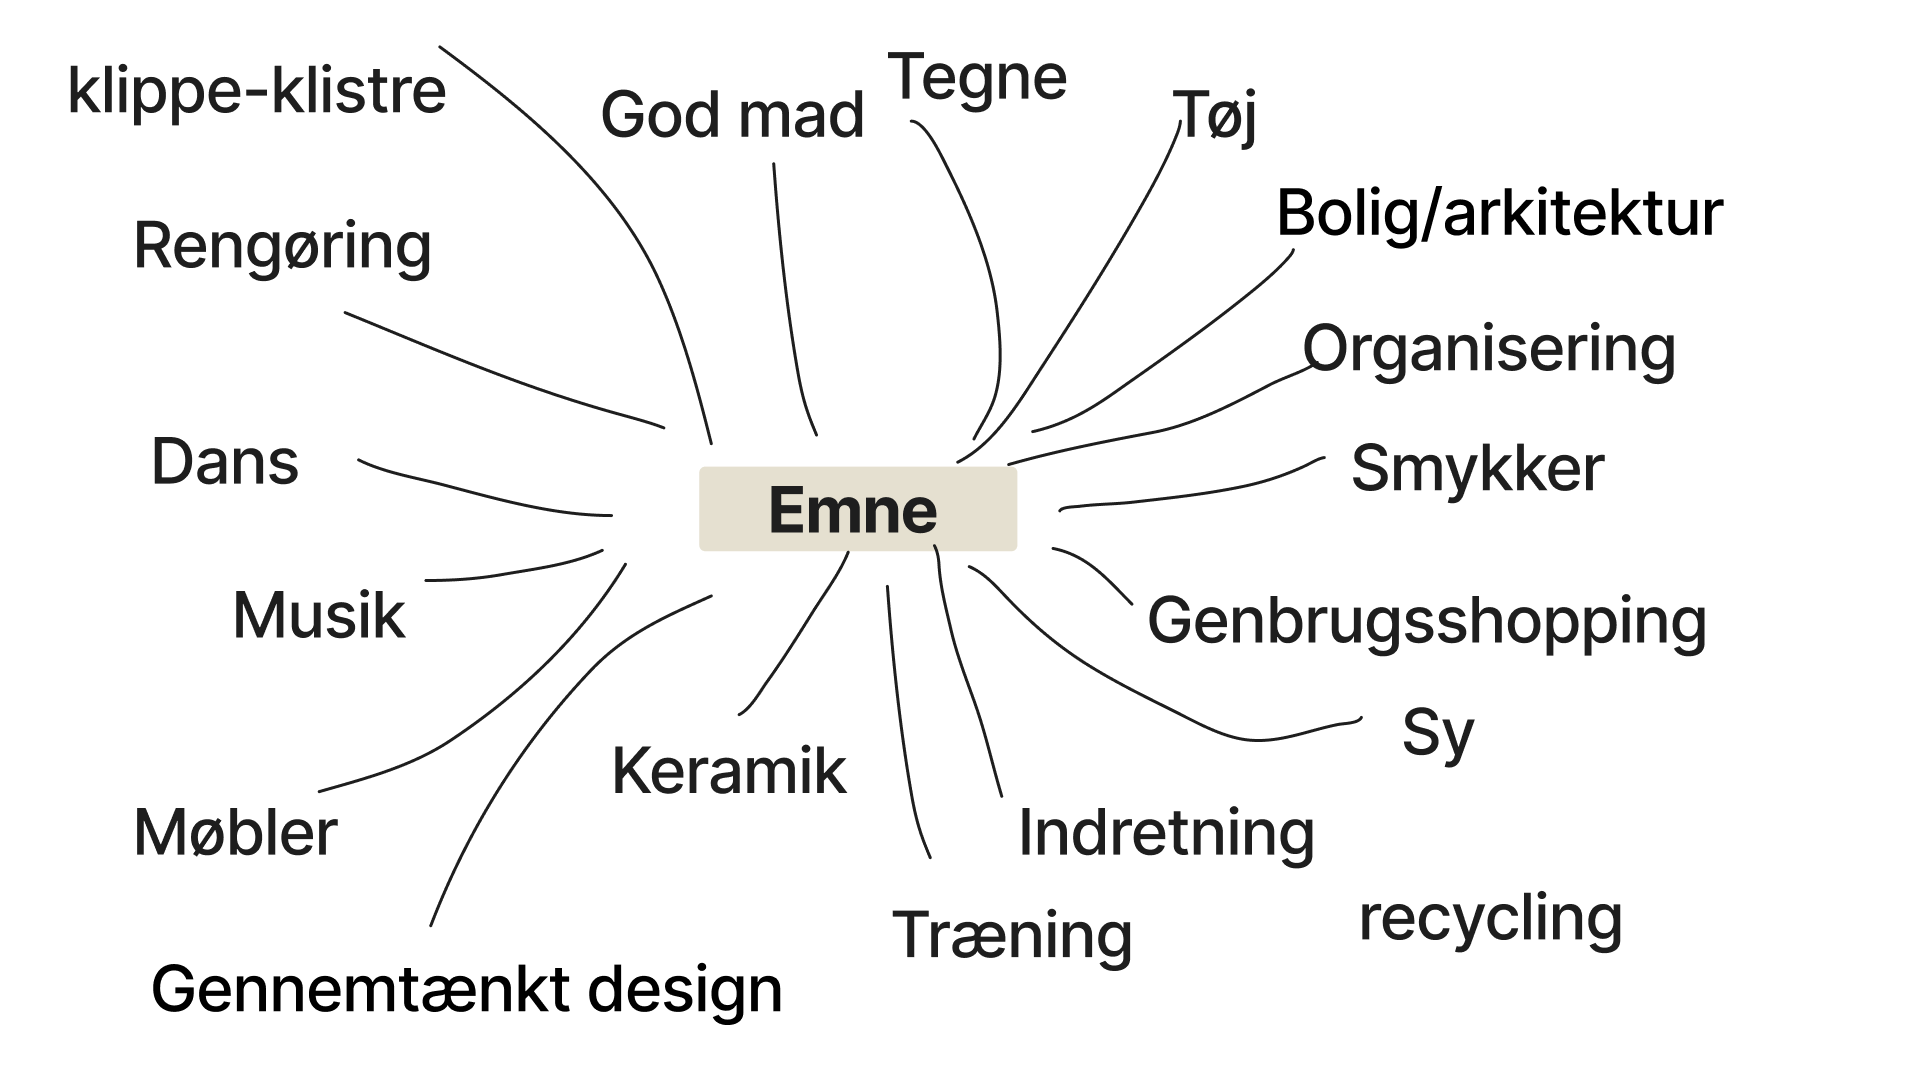 klippe-klistre
God mad
Tegne
Tøj
Bolig/arkitektur
Rengøring
Organisering
Dans
Smykker
Emne
Musik
Genbrugsshopping
Sy
Keramik
Møbler
Indretning
recycling
Træning
Gennemtænkt design